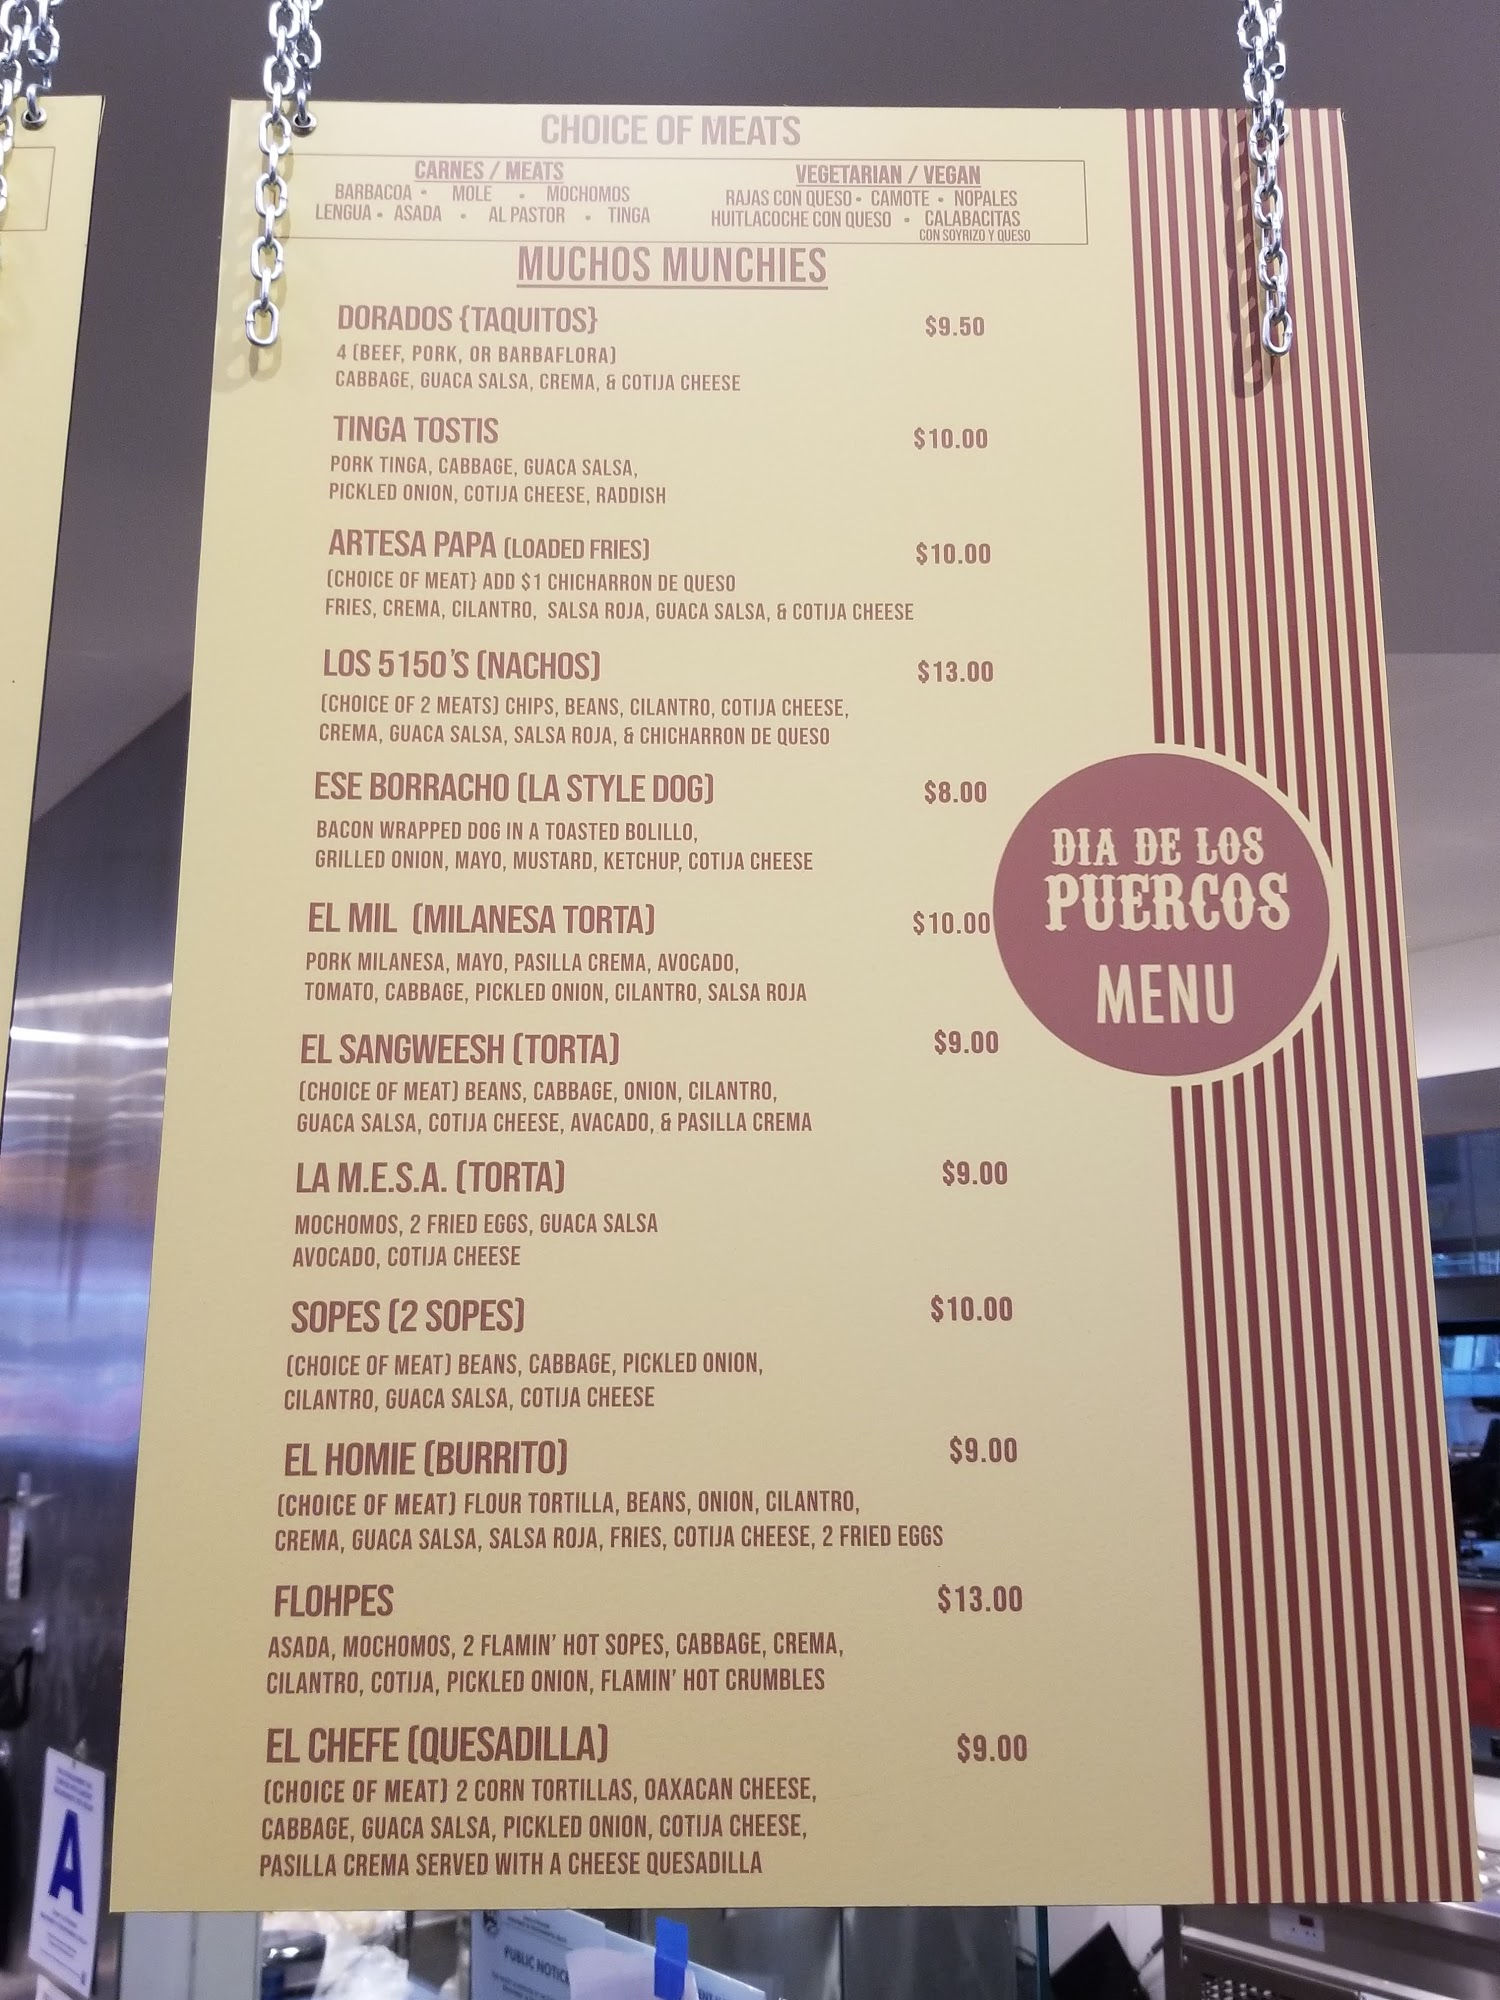 CHOICE OF MEATS
CARNES / MEATS
BARBACOA • MOLE • MOCHOMOS
LENGUA • ASADA • AL PASTOR • TINGA
VEGETARIAN / VEGAN
RAJAS CON QUESO • CAMOTE • NOPALES
HUITLACOCHE CON QUESO • CALABACITAS
CON SOYRIZO Y QUESO
MUCHOS MUNCHIES
DORADOS {TAQUITOS} $9.50
4 (BEEF, PORK, OR BARBAFLORA)
CABBAGE, GUACA SALSA, CREMA, & COTIJA CHEESE
TINGA TOSTIS $10.00
PORK TINGA, CABBAGE, GUACA SALSA,
PICKLED ONION, COTIJA CHEESE, RADDISH
ARTESA PAPA (LOADED FRIES) $10.00
(CHOICE OF MEAT} ADD $1 CHICHARRON DE QUESO
FRIES, CREMA, CILANTRO, SALSA ROJA, GUACA SALSA, & COTIJA CHEESE
LOS 5150'S (NACHOS) $13.00
(CHOICE OF 2 MEATS) CHIPS, BEANS, CILANTRO, COTIJA CHEESE,
CREMA, GUACA SALSA, SALSA ROJA, & CHICHARRON DE QUESO
ESE BORRACHO (LA STYLE DOG) $8.00
BACON WRAPPED DOG IN A TOASTED BOLILLO,
GRILLED ONION, MAYO, MUSTARD, KETCHUP, COTIJA CHEESE
EL MIL (MILANESA TORTA) $10.00
PORK MILANESA, MAYO, PASILLA CREMA, AVOCADO,
TOMATO, CABBAGE, PICKLED ONION, CILANTRO, SALSA ROJA
DIA DE LOS
PUERCOS
MENU
EL SANGWEESH (TORTA) $9.00
(CHOICE OF MEAT) BEANS, CABBAGE, ONION, CILANTRO,
GUACA SALSA, COTIJA CHEESE, AVACADO, & PASILLA CREMA
LA M.E.S.A. (TORTA) $9.00
MOCHOMOS, 2 FRIED EGGS, GUACA SALSA
AVOCADO, COTIJA CHEESE
SOPES (2 SOPES) $10.00
(CHOICE OF MEAT) BEANS, CABBAGE, PICKLED ONION,
CILANTRO, GUACA SALSA, COTIJA CHEESE
EL HOMIE (BURRITO) $9.00
(CHOICE OF MEAT) FLOUR TORTILLA, BEANS, ONION, CILANTRO,
CREMA, GUACA SALSA, SALSA ROJA, FRIES, COTIJA CHEESE, 2 FRIED EGGS
FLOHPES $13.00
ASADA, MOCHOMOS, 2 FLAMIN' HOT SOPES, CABBAGE, CREMA,
CILANTRO, COTIJA, PICKLED ONION, FLAMIN' HOT CRUMBLES
EL CHEFE (QUESADILLA) $9.00
(CHOICE OF MEAT) 2 CORN TORTILLAS, OAXACAN CHEESE,
CABBAGE, GUACA SALSA, PICKLED ONION, COTIJA CHEESE,
PASILLA CREMA SERVED WITH A CHEESE QUESADILLA
A
PUBLIC NOTICE